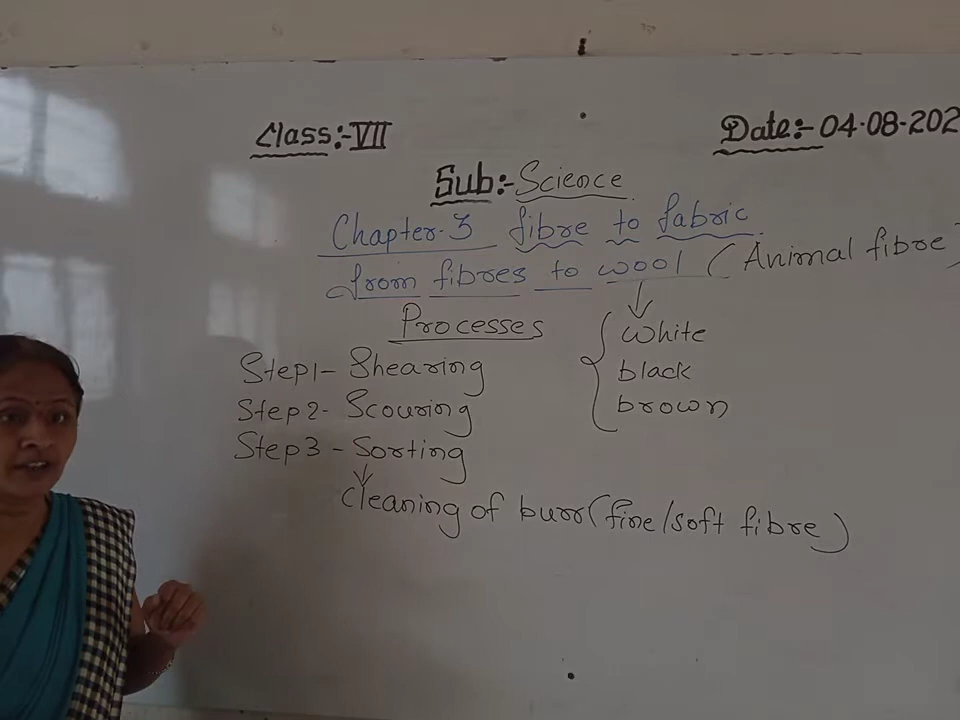 Class:- VII
Date:- 04-08-202
Sub:- Science
Chapter-3 fibre to fabric
from fibres to wool (Animal fibre)
Processes
white
Step1- Shearing
black
Step2- Scouring
brown
Step3- Sorting
cleaning of burr (fine/soft fibre)